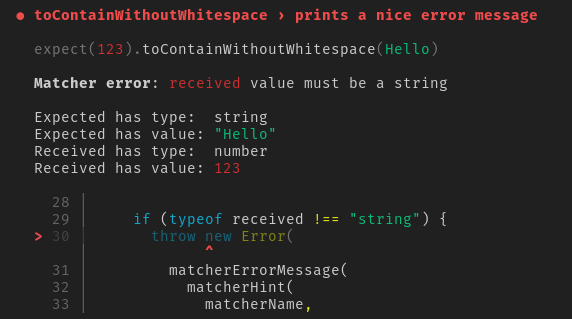 ● toContainWithoutWhitespace › prints a nice error message
expect(123).toContainWithoutWhitespace(Hello)
Matcher error: received value must be a string
Expected has type:  string
Expected has value: "Hello"
Received has type:  number
Received has value: 123
28 |
29 |     if (typeof received !== "string") {
> 30 |       throw new Error(
|             ^
31 |         matcherErrorMessage(
32 |           matcherHint(
33 |             matcherName,